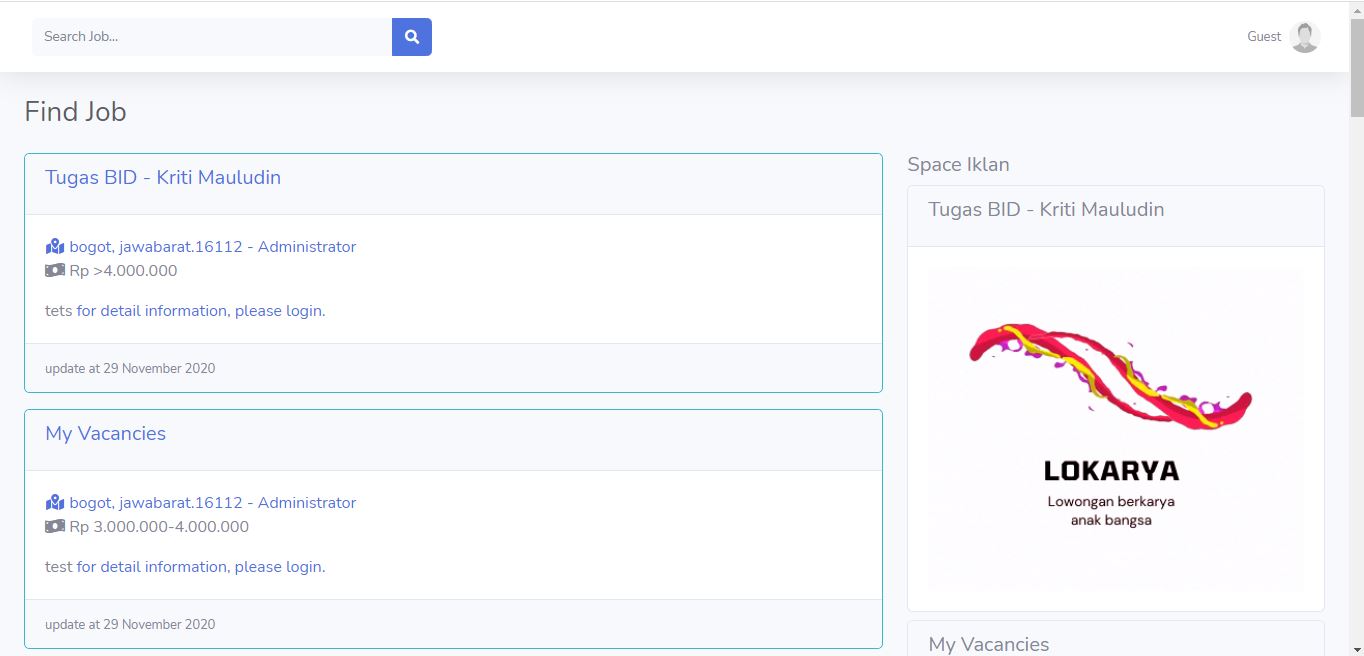 Search Job...
Guest
Find Job
Tugas BID - Kriti Mauludin
bogot, jawabarat.16112 - Administrator
Rp >4.000.000
tets for detail information, please login.
update at 29 November 2020
My Vacancies
bogot, jawabarat.16112 - Administrator
Rp 3.000.000-4.000.000
test for detail information, please login.
update at 29 November 2020
Space Iklan
Tugas BID - Kriti Mauludin
LOKARYA
Lowongan berkarya
anak bangsa
My Vacancies